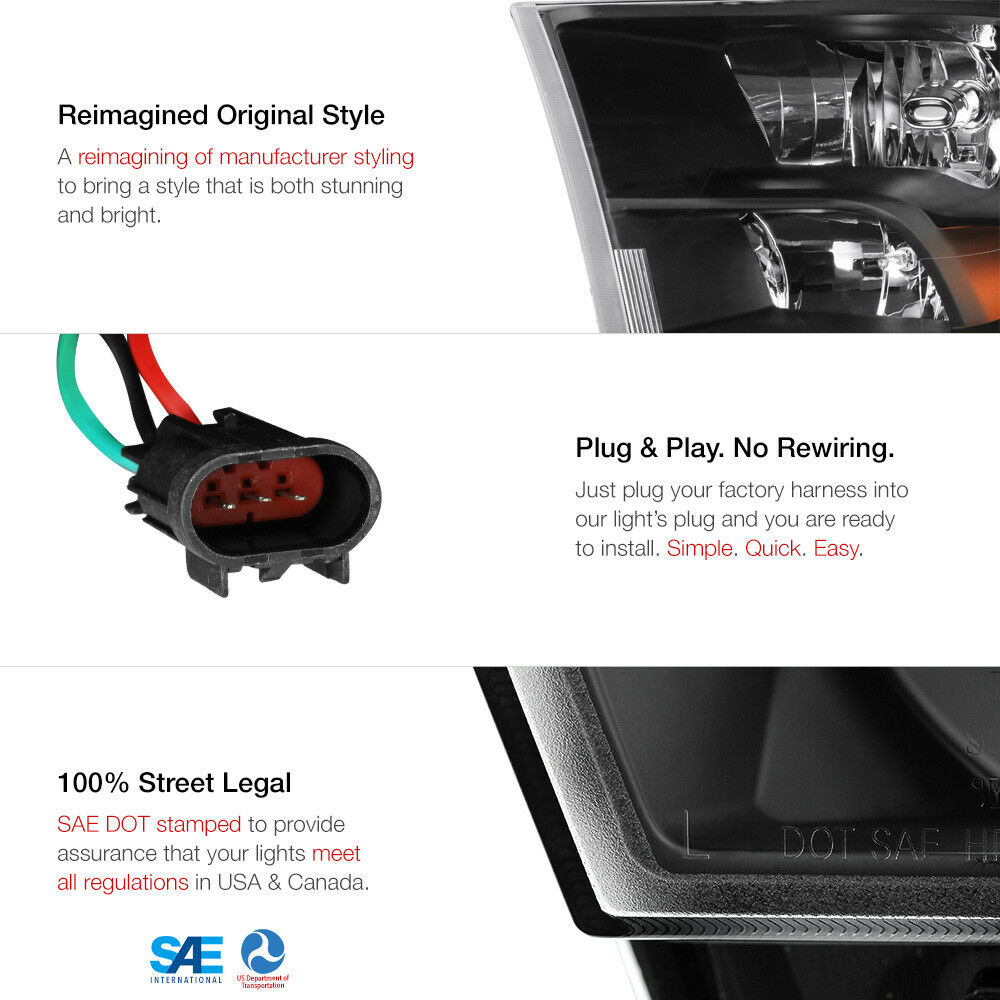 Reimagined Original Style
A reimagining of manufacturer styling
to bring a style that is both stunning
and bright.
Plug & Play. No Rewiring.
Just plug your factory harness into
our light's plug and you are ready
to install. Simple. Quick. Easy.
100% Street Legal
SAE DOT stamped to provide
assurance that your lights meet
all regulations in USA & Canada.
L DOT SAE
SAE
INTERNATIONAL
US Department of
Transportation